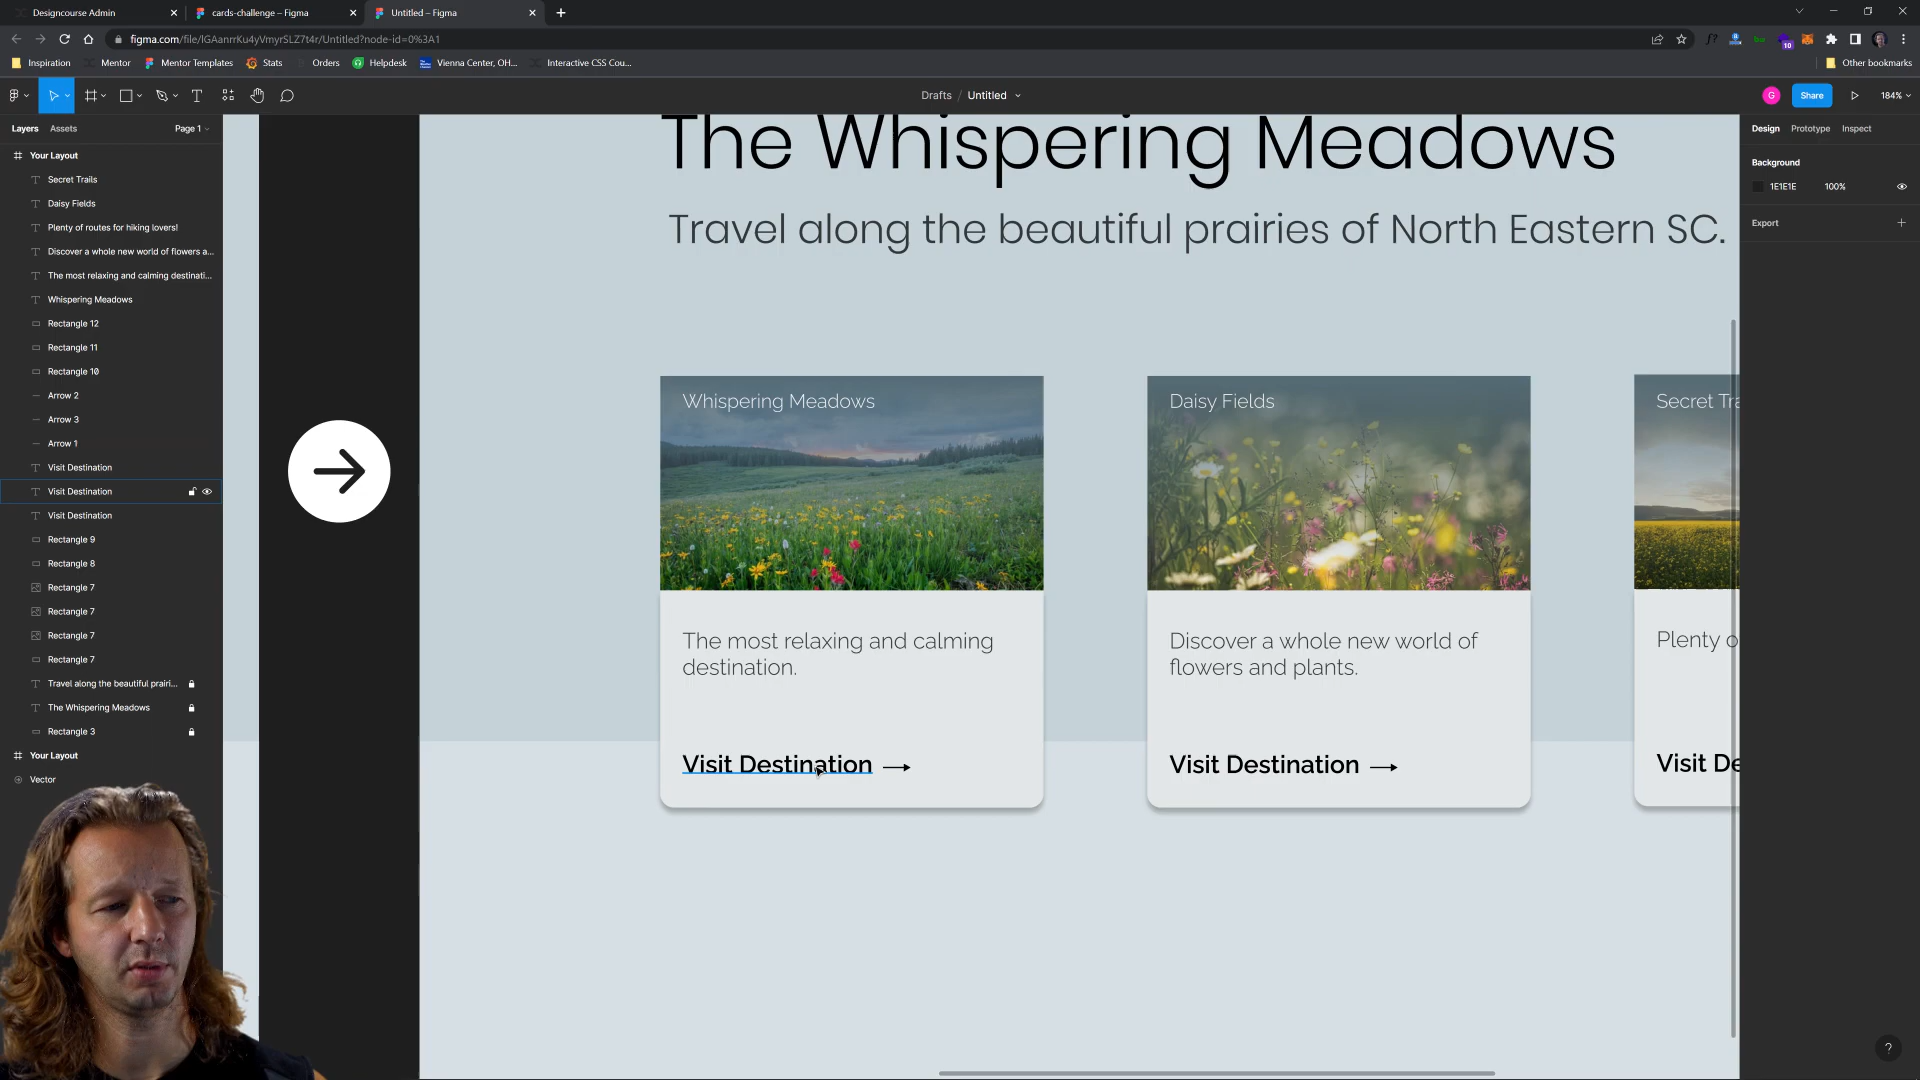 Designcourse Admin
cards-challenge – Figma
Untitled – Figma
figma.com/file/lGAanrrKu4yVmyrSLZ7t4r/Untitled?node-id=0%3A1
f?
10
Inspiration
Mentor
Mentor Templates
Stats
Orders
Helpdesk
Vienna Center, OH...
Interactive CSS Cou...
Other bookmarks
Drafts / Untitled
G
Share
184%
Layers
Assets
Page 1
Your Layout
Secret Trails
Daisy Fields
Plenty of routes for hiking lovers!
Discover a whole new world of flowers a...
The most relaxing and calming destinati...
Whispering Meadows
Rectangle 12
Rectangle 11
Rectangle 10
Arrow 2
Arrow 3
Arrow 1
Visit Destination
Visit Destination
Visit Destination
Rectangle 9
Rectangle 8
Rectangle 7
Rectangle 7
Rectangle 7
Rectangle 7
Travel along the beautiful prairi...
The Whispering Meadows
Rectangle 3
Your Layout
Vector
The Whispering Meadows
Travel along the beautiful prairies of North Eastern SC.
Whispering Meadows
The most relaxing and calming
destination.
Visit Destination
Daisy Fields
Discover a whole new world of
flowers and plants.
Visit Destination
Secret Tra
Plenty o
Visit De
Design
Prototype
Inspect
Background
1E1E1E
100%
Export
?